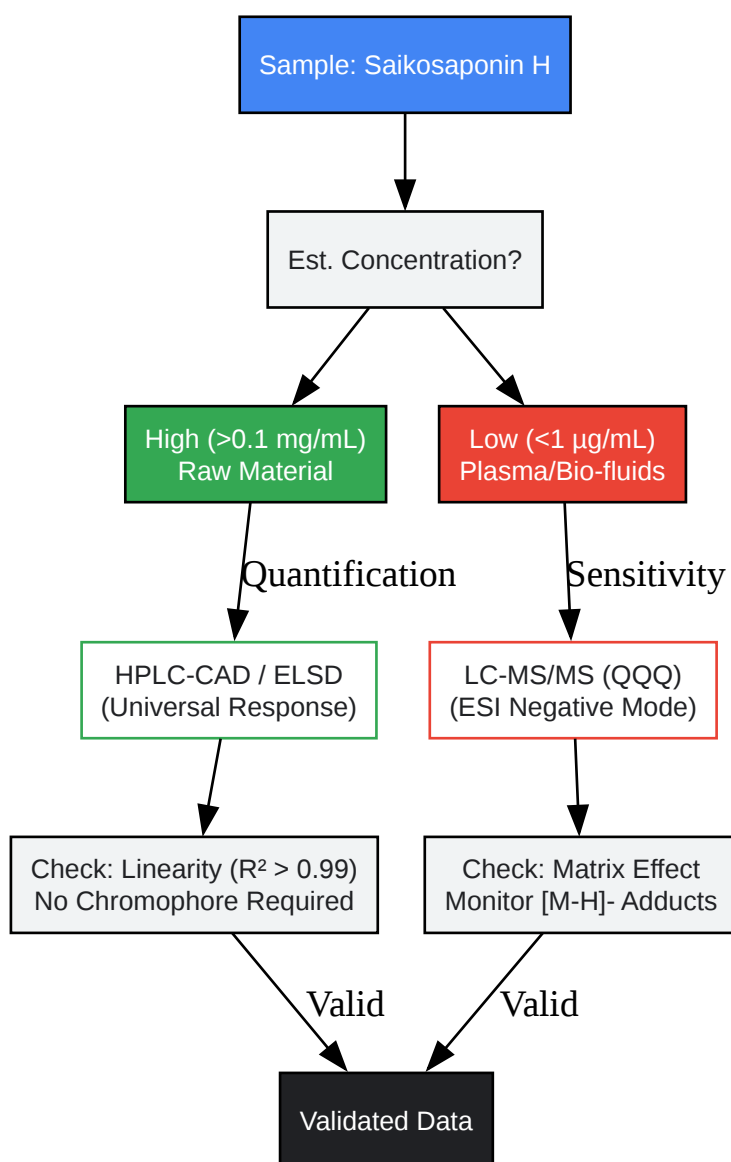 Sample: Saikosaponin H
Est. Concentration?
High (>0.1 mg/mL)
Raw Material
Low (<1 µg/mL)
Plasma/Bio-fluids
Quantification
Sensitivity
HPLC-CAD / ELSD
(Universal Response)
LC-MS/MS (QQQ)
(ESI Negative Mode)
Check: Linearity (R² > 0.99)
No Chromophore Required
Check: Matrix Effect
Monitor [M-H]- Adducts
Valid
Valid
Validated Data